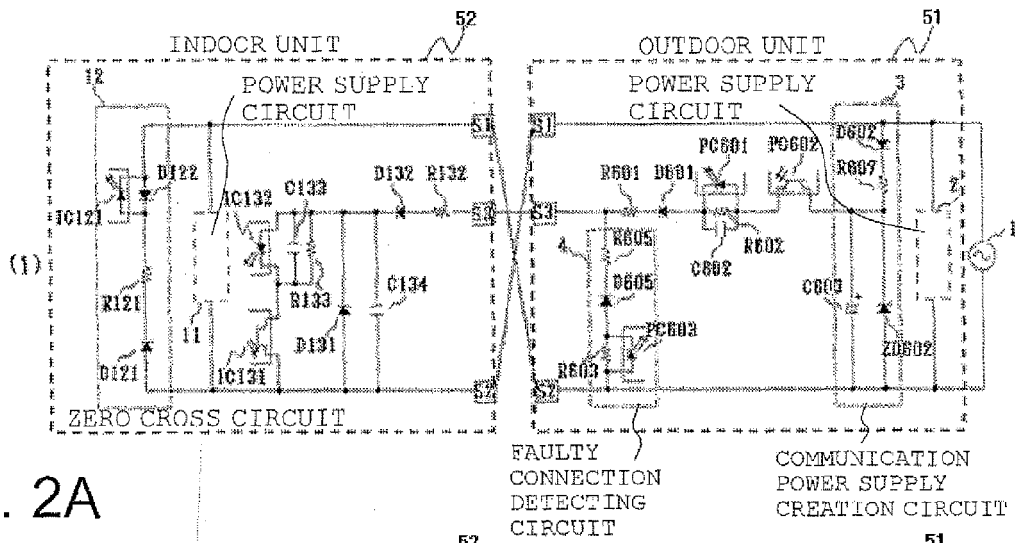 52
51
INDOOR UNIT
OUTDOOR UNIT
12
POWER SUPPLY
CIRCUIT
POWER SUPPLY
CIRCUIT
3
S1
S1
D602
D122
PC601
PC602
R607
IC132
C133
D132
R132
R601
D601
2
IC121
S3
S3
1
(1)
4
R605
R602
C602
R121
R133
C134
D605
C603
11
D131
PC603
D121
IC131
R603
ZD602
S2
S2
ZERO CROSS CIRCUIT
FAULTY
CONNECTION
DETECTING
CIRCUIT
COMMUNICATION
POWER SUPPLY
CREATION CIRCUIT
. 2A
52
51